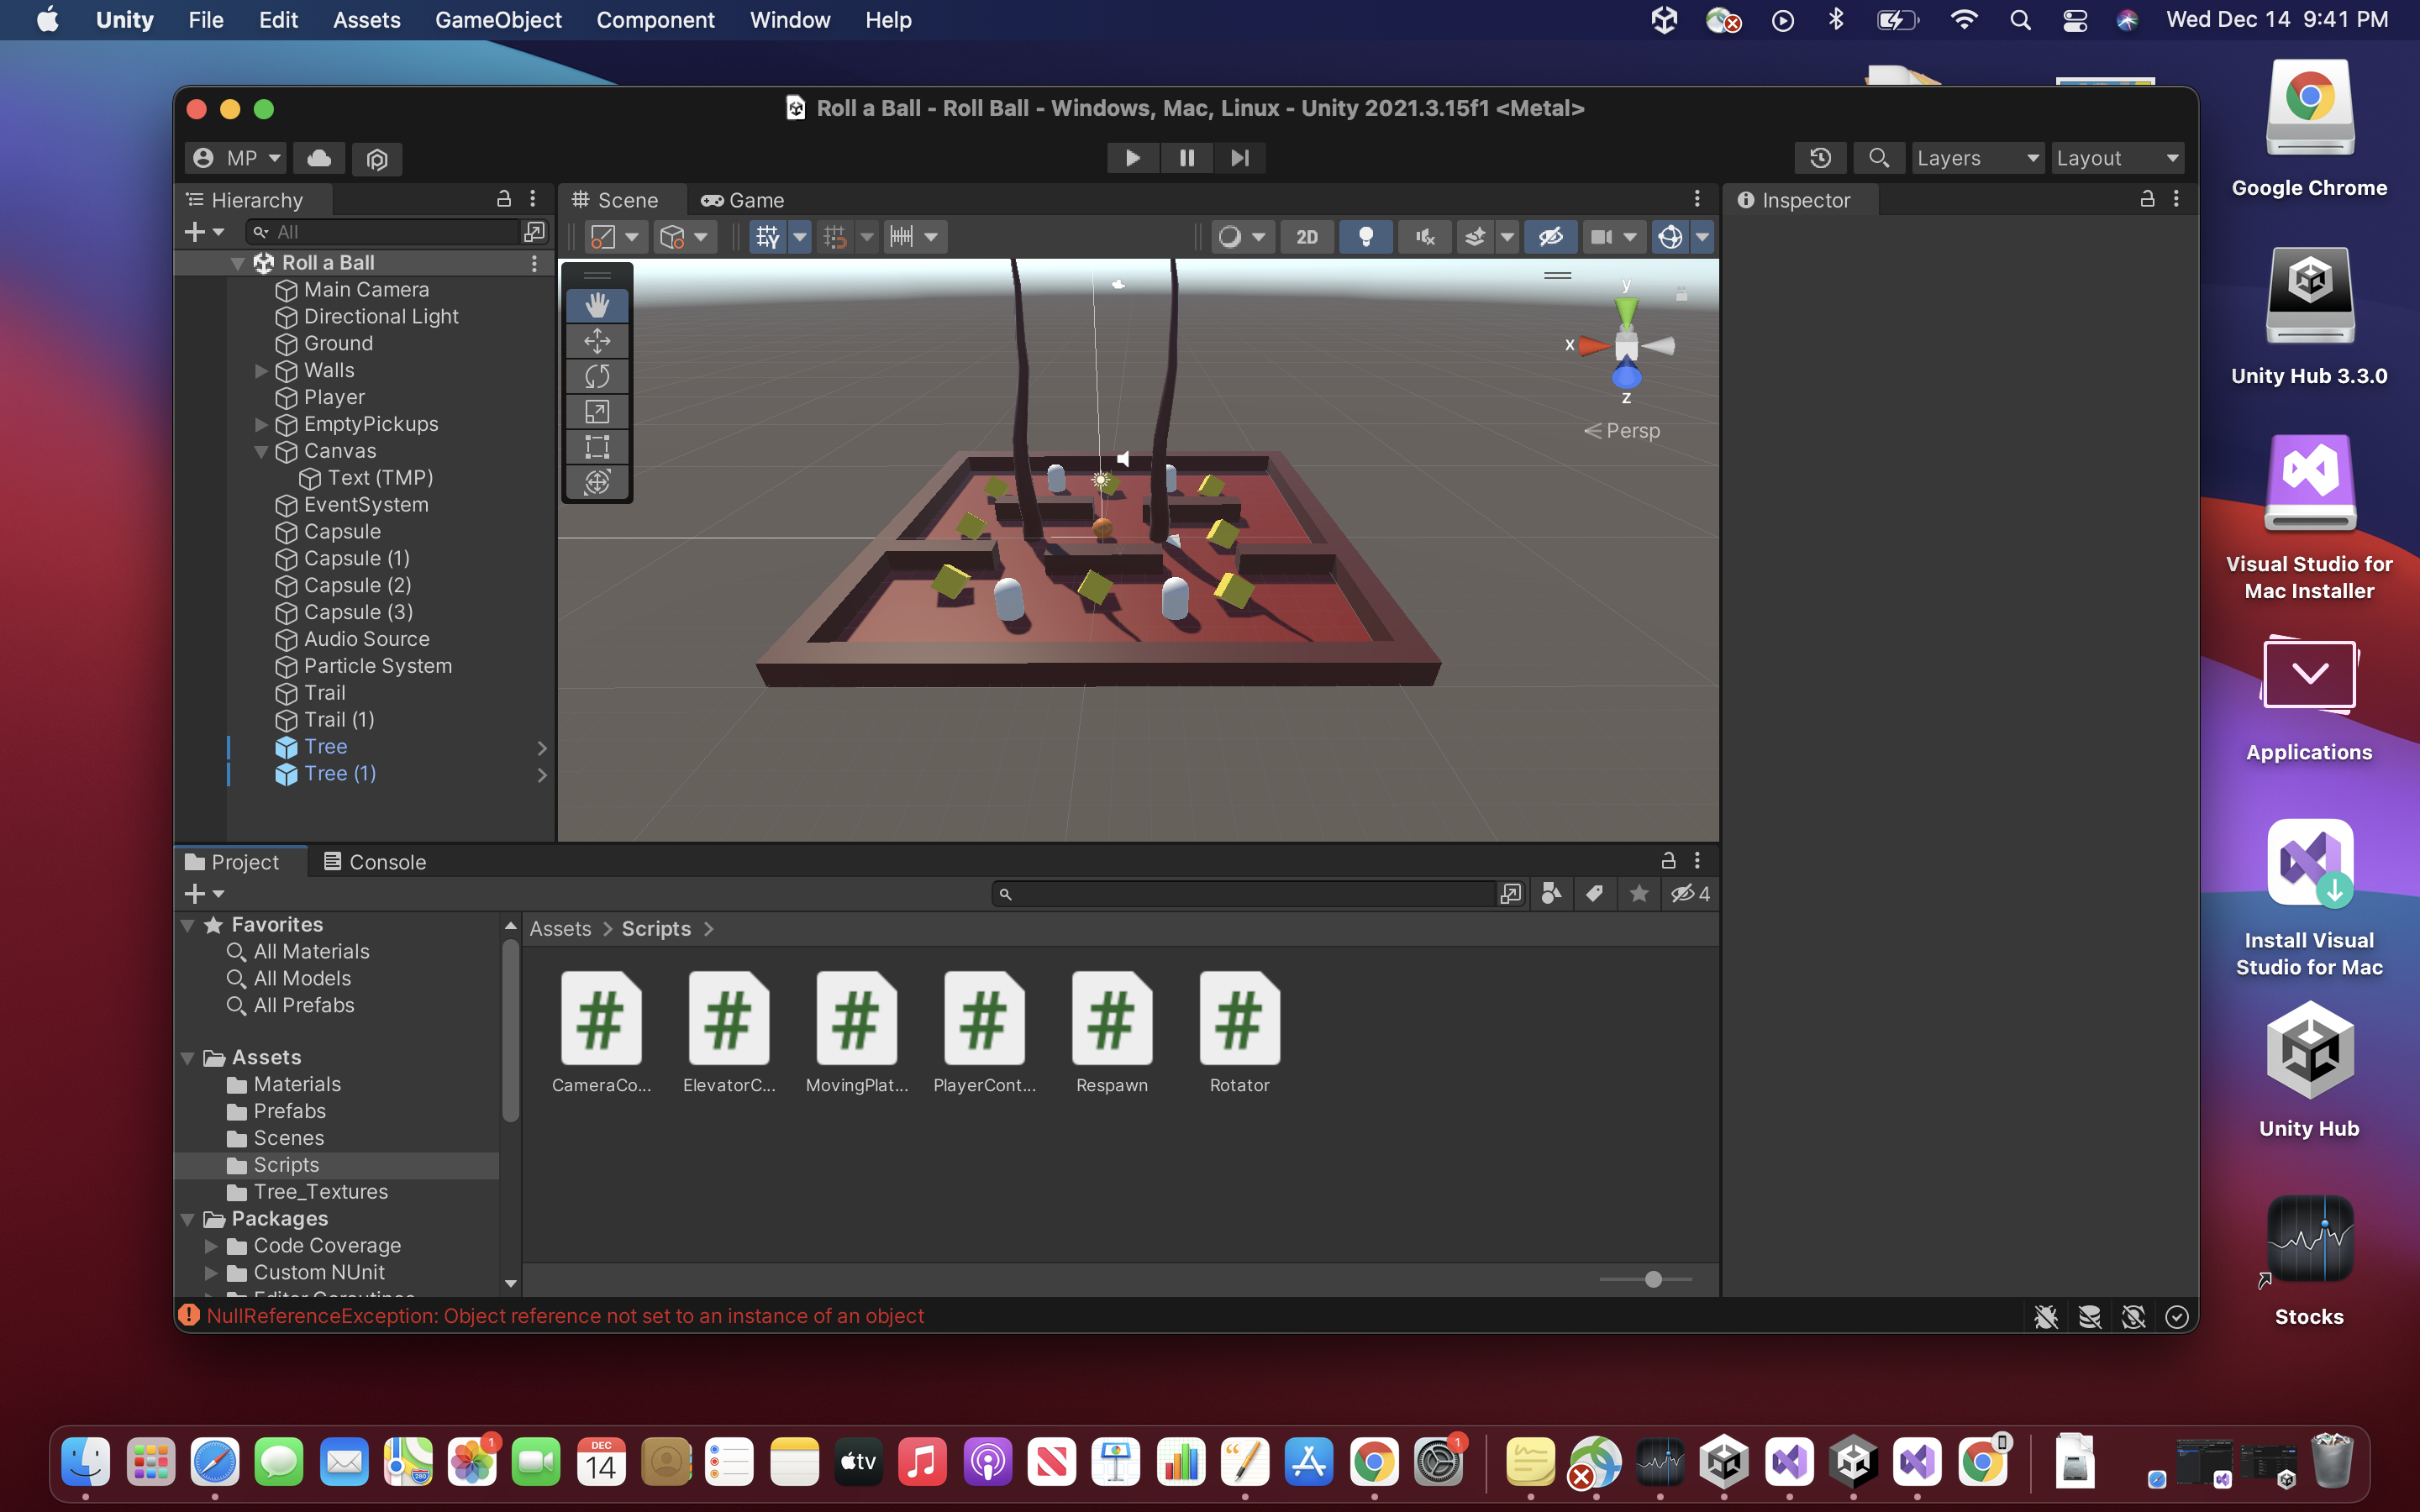 Unity File Edit Assets GameObject Component Window Help
Wed Dec 14 9:41 PM
Roll a Ball - Roll Ball - Windows, Mac, Linux - Unity 2021.3.15f1 <Metal>
MP
Layers
Layout
Hierarchy
All
Roll a Ball
Main Camera
Directional Light
Ground
Walls
Player
EmptyPickups
Canvas
Text (TMP)
EventSystem
Capsule
Capsule (1)
Capsule (2)
Capsule (3)
Audio Source
Particle System
Trail
Trail (1)
Tree
Tree (1)
Scene
Game
2D
y
x
z
Persp
Inspector
Project
Console
4
Favorites
All Materials
All Models
All Prefabs
Assets
Materials
Prefabs
Scenes
Scripts
Tree_Textures
Packages
Code Coverage
Custom NUnit
Editor Coroutines
Assets > Scripts >
CameraCo...
ElevatorC...
MovingPlat...
PlayerCont...
Respawn
Rotator
NullReferenceException: Object reference not set to an instance of an object
Google Chrome
Unity Hub 3.3.0
Visual Studio for
Mac Installer
Applications
Install Visual
Studio for Mac
Unity Hub
Stocks
280
1
DEC
14
tv
1